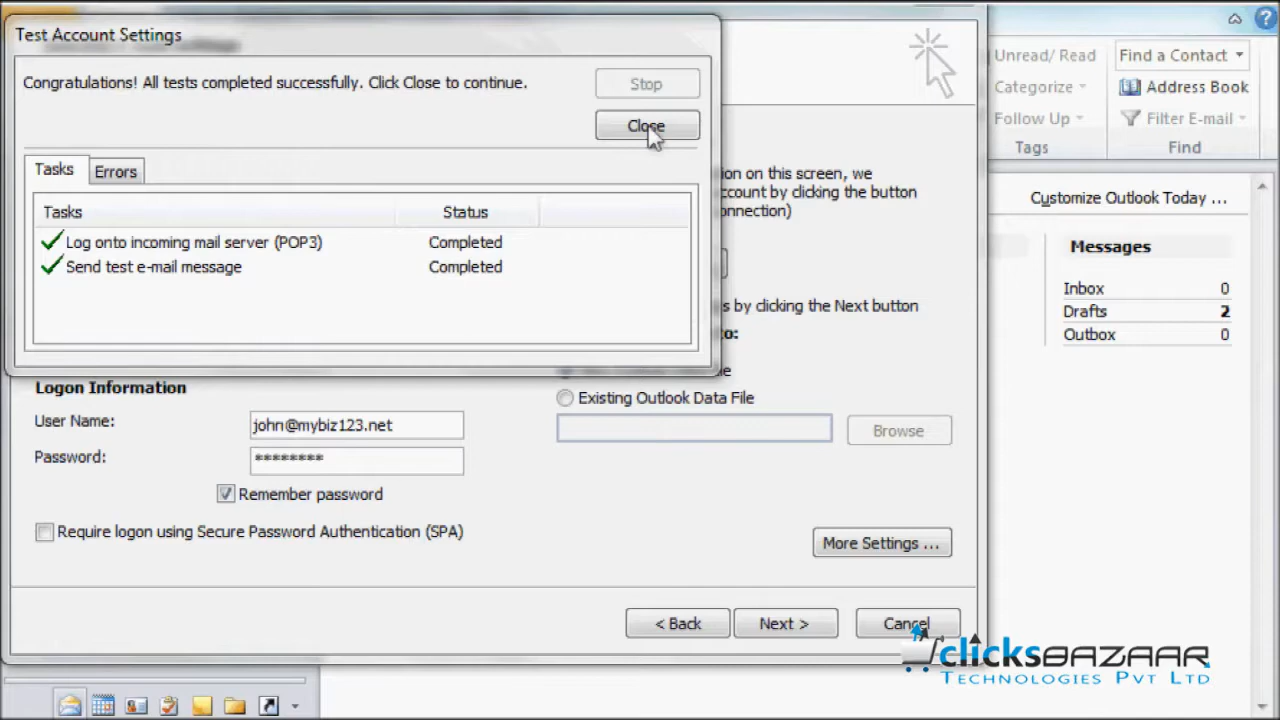 Test Account Settings
Congratulations! All tests completed successfully. Click Close to continue.
Stop
Close
Tasks
Errors
Tasks Status
Log onto incoming mail server (POP3) Completed
Send test e-mail message Completed
on this screen, we
by clicking the button
by clicking the Next button
to:
Existing Outlook Data File
Browse
Logon Information
User Name: john@mybiz123.net
Password: ********
Remember password
Require logon using Secure Password Authentication (SPA)
More Settings ...
< Back
Next >
Cancel
Unread/ Read
Categorize
Follow Up
Tags
Find a Contact
Address Book
Filter E-mail
Find
Customize Outlook Today ...
Messages
Inbox 0
Drafts 2
Outbox 0
clicksBAZAAR
TECHNOLOGIES PVT LTD